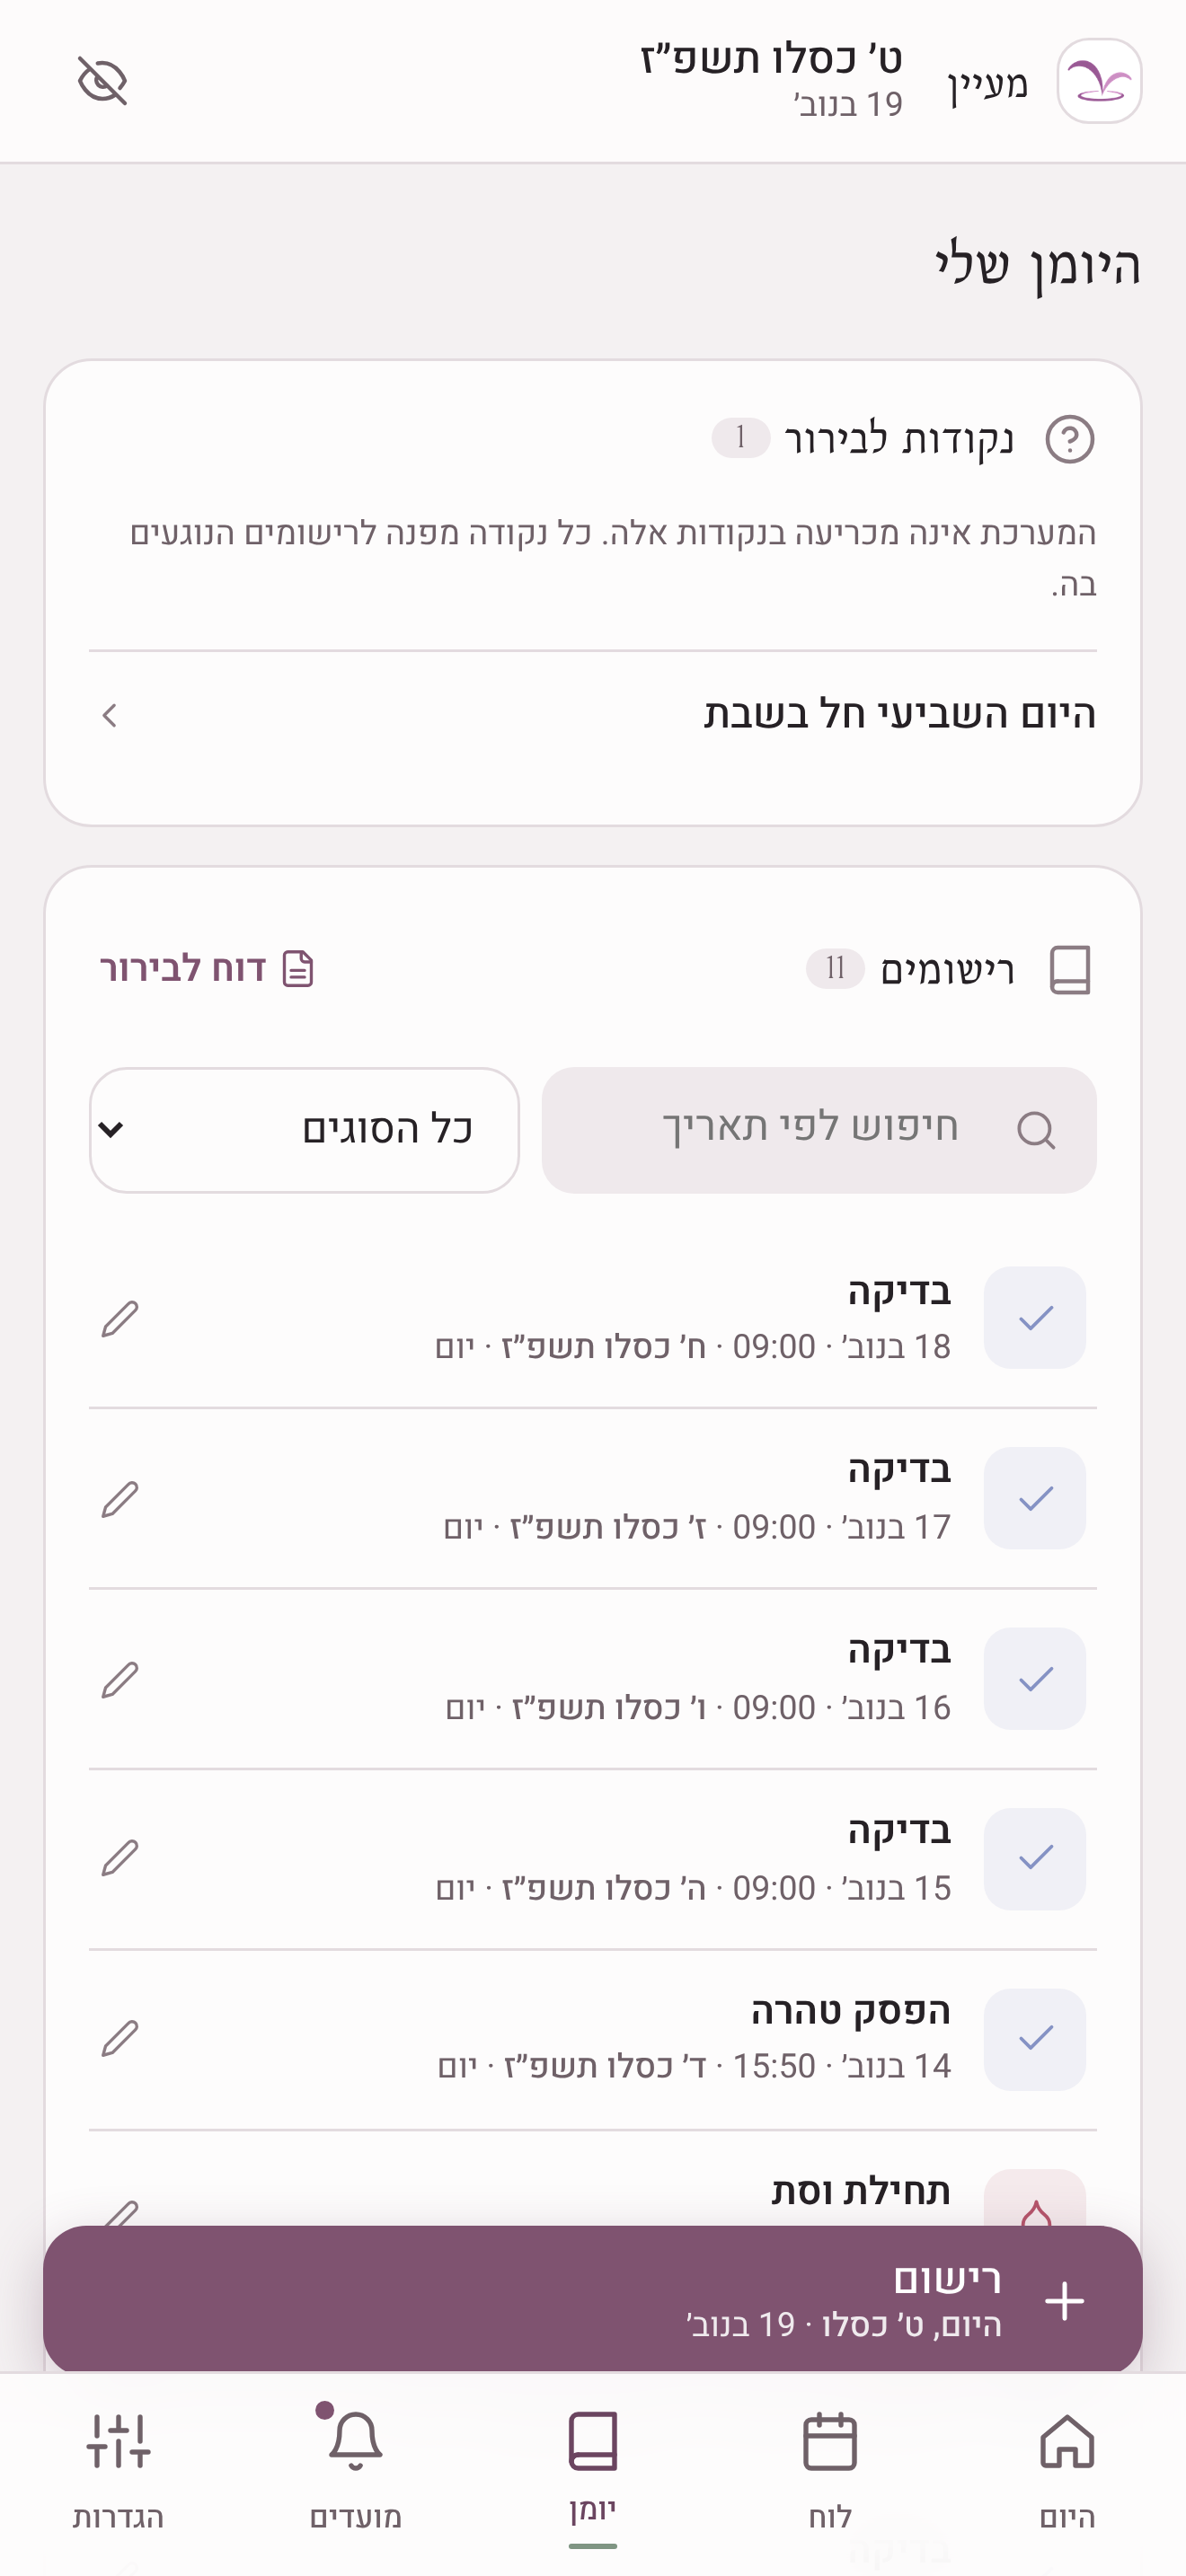 מעיין
ט׳ כסלו תשפ״ז
19 בנוב׳
היומן שלי
נקודות לבירור 1
המערכת אינה מכריעה בנקודות אלה. כל נקודה מפנה לרישומים הנוגעים
בה.
היום השביעי חל בשבת
רישומים 11
דוח לבירור
חיפוש לפי תאריך
כל הסוגים
בדיקה
18 בנוב׳ · 09:00 · ח׳ כסלו תשפ״ז · יום
בדיקה
17 בנוב׳ · 09:00 · ז׳ כסלו תשפ״ז · יום
בדיקה
16 בנוב׳ · 09:00 · ו׳ כסלו תשפ״ז · יום
בדיקה
15 בנוב׳ · 09:00 · ה׳ כסלו תשפ״ז · יום
הפסק טהרה
14 בנוב׳ · 15:50 · ד׳ כסלו תשפ״ז · יום
תחילת וסת
רישום
היום, ט׳ כסלו · 19 בנוב׳
היום
לוח
יומן
מועדים
הגדרות
בדיקה